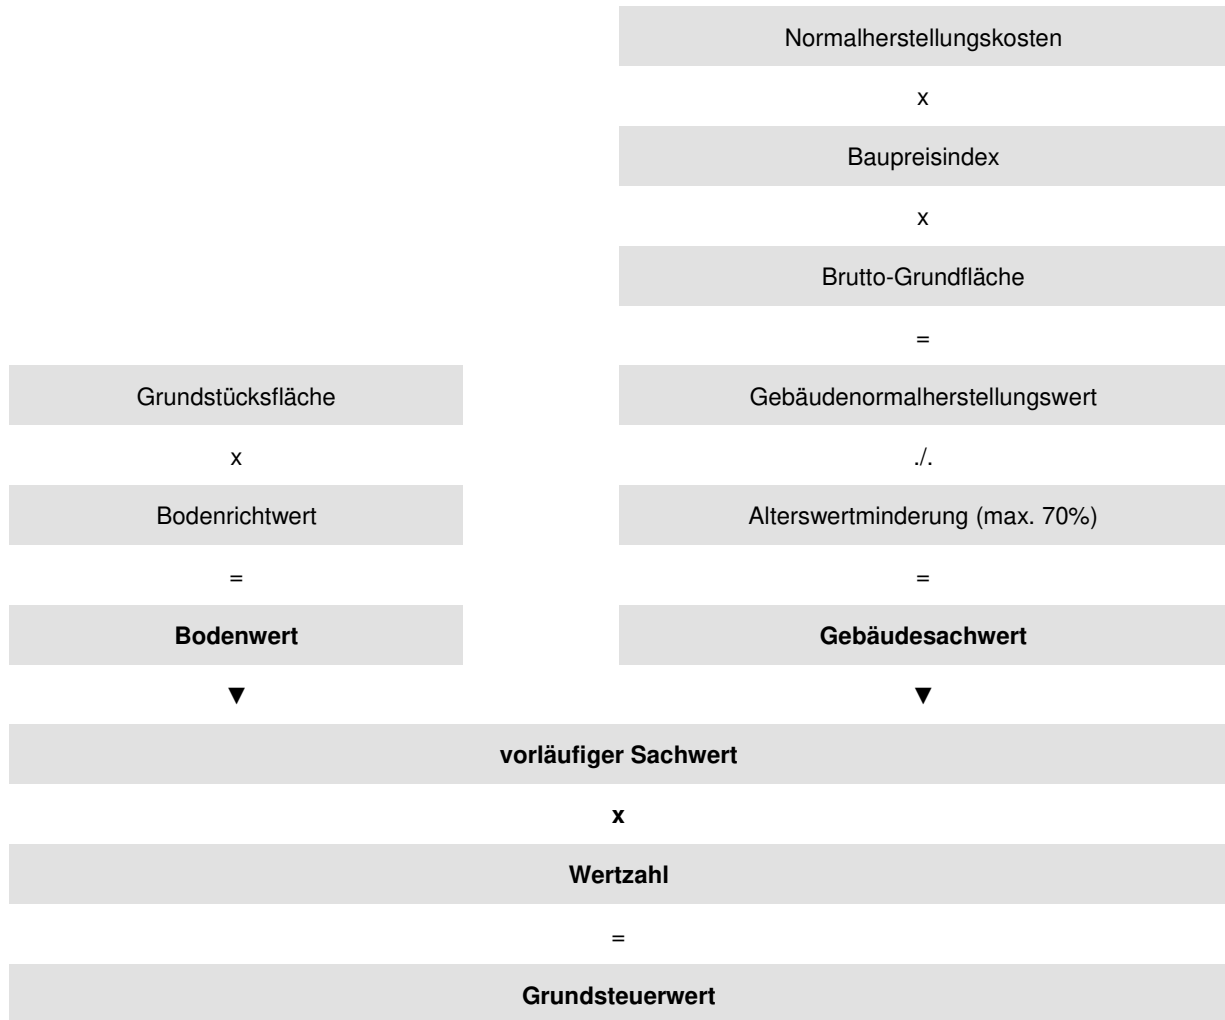 Normalherstellungskosten
x
Baupreisindex
x
Brutto-Grundfläche
=
Grundstücksfläche
Gebäudenormalherstellungswert
x
./.
Bodenrichtwert
Alterswertminderung (max. 70%)
=
=
Bodenwert
Gebäudesachwert
▼
▼
vorläufiger Sachwert
x
Wertzahl
=
Grundsteuerwert